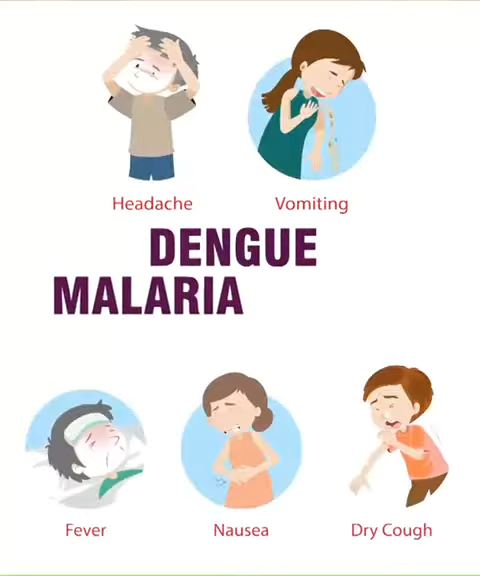 Headache
Vomiting
DENGUE
MALARIA
Fever
Nausea
Dry Cough